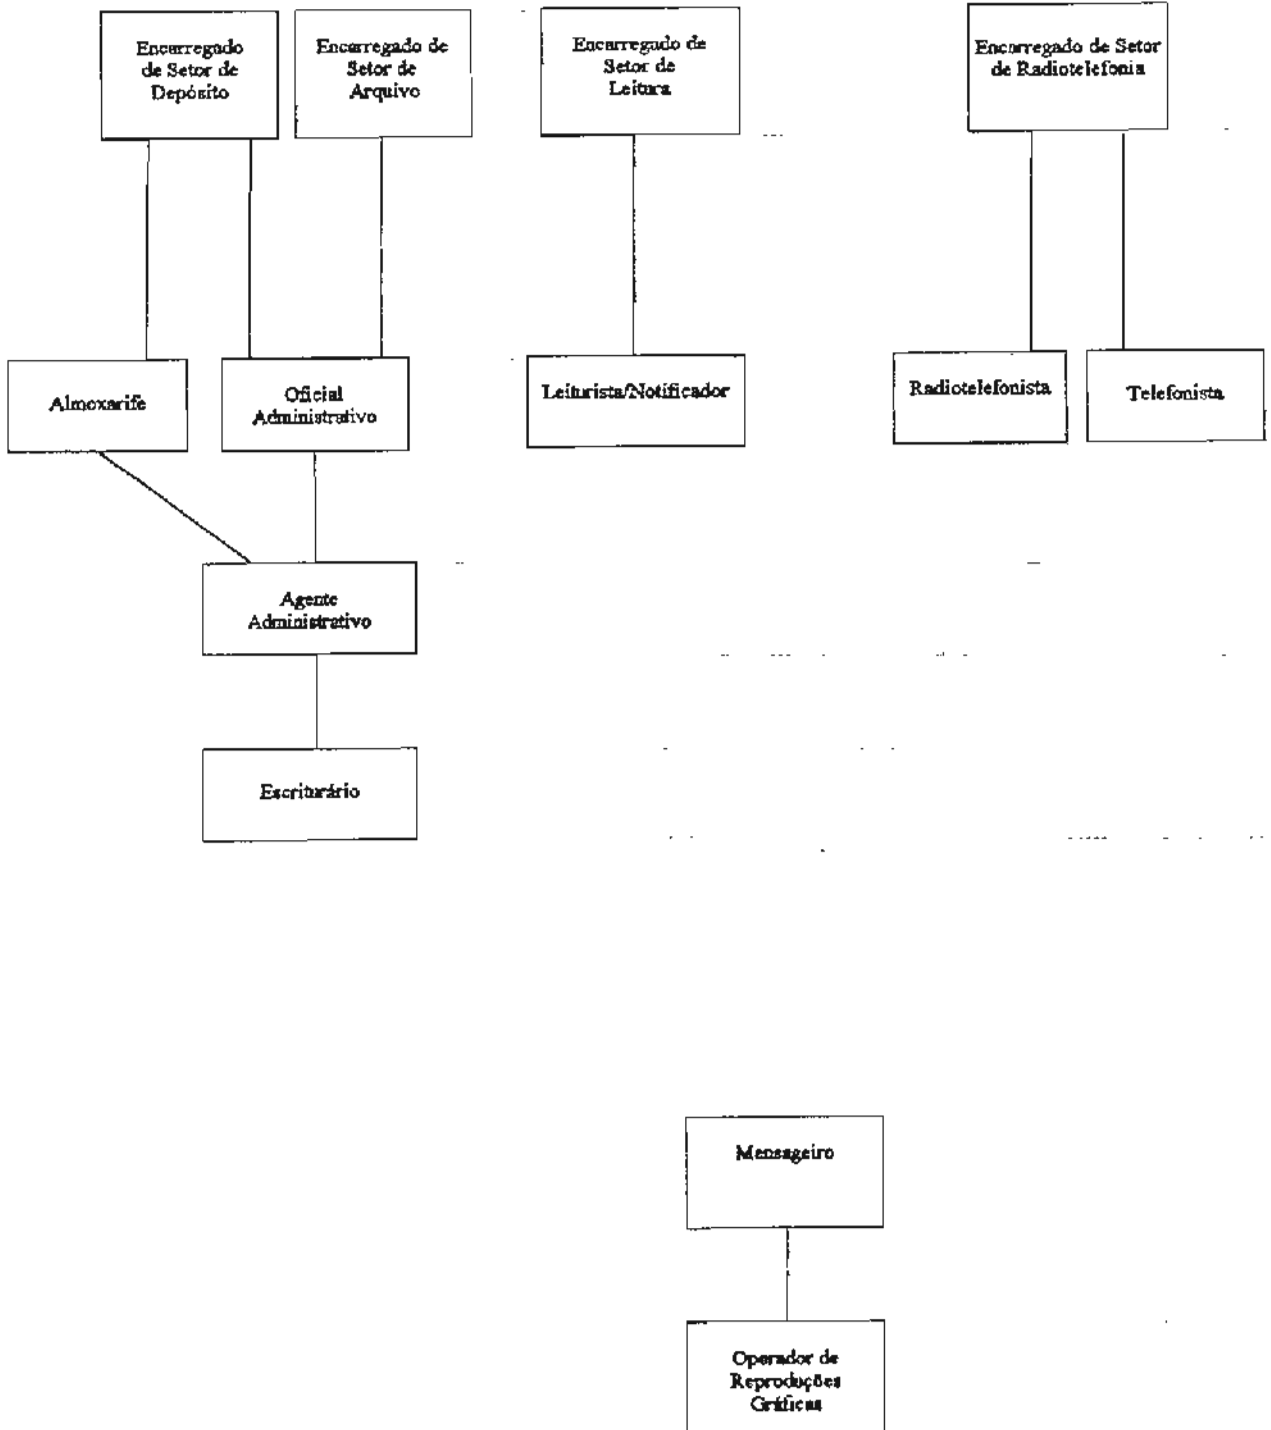 Encarregado
de Setor de
Depósito
Encarregado de
Setor de
Arquivo
Encarregado de
Setor de
Leitura
Encarregado de Setor
de Radiotelefonia
Almoxarife
Oficial
Administrativo
Leiturista/Notificador
Radiotelefonista
Telefonista
Agente
Administrativo
Escriturário
Mensageiro
Operador de
Reproduções
Gráficas